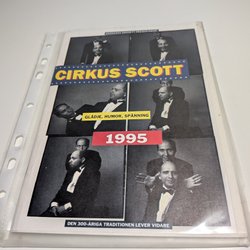 CIRKUS SCOTT
GLÄDJE, HUMOR, SPÄNNING
1995
DEN 300-ÅRIGA TRADITIONEN LEVER VIDARE